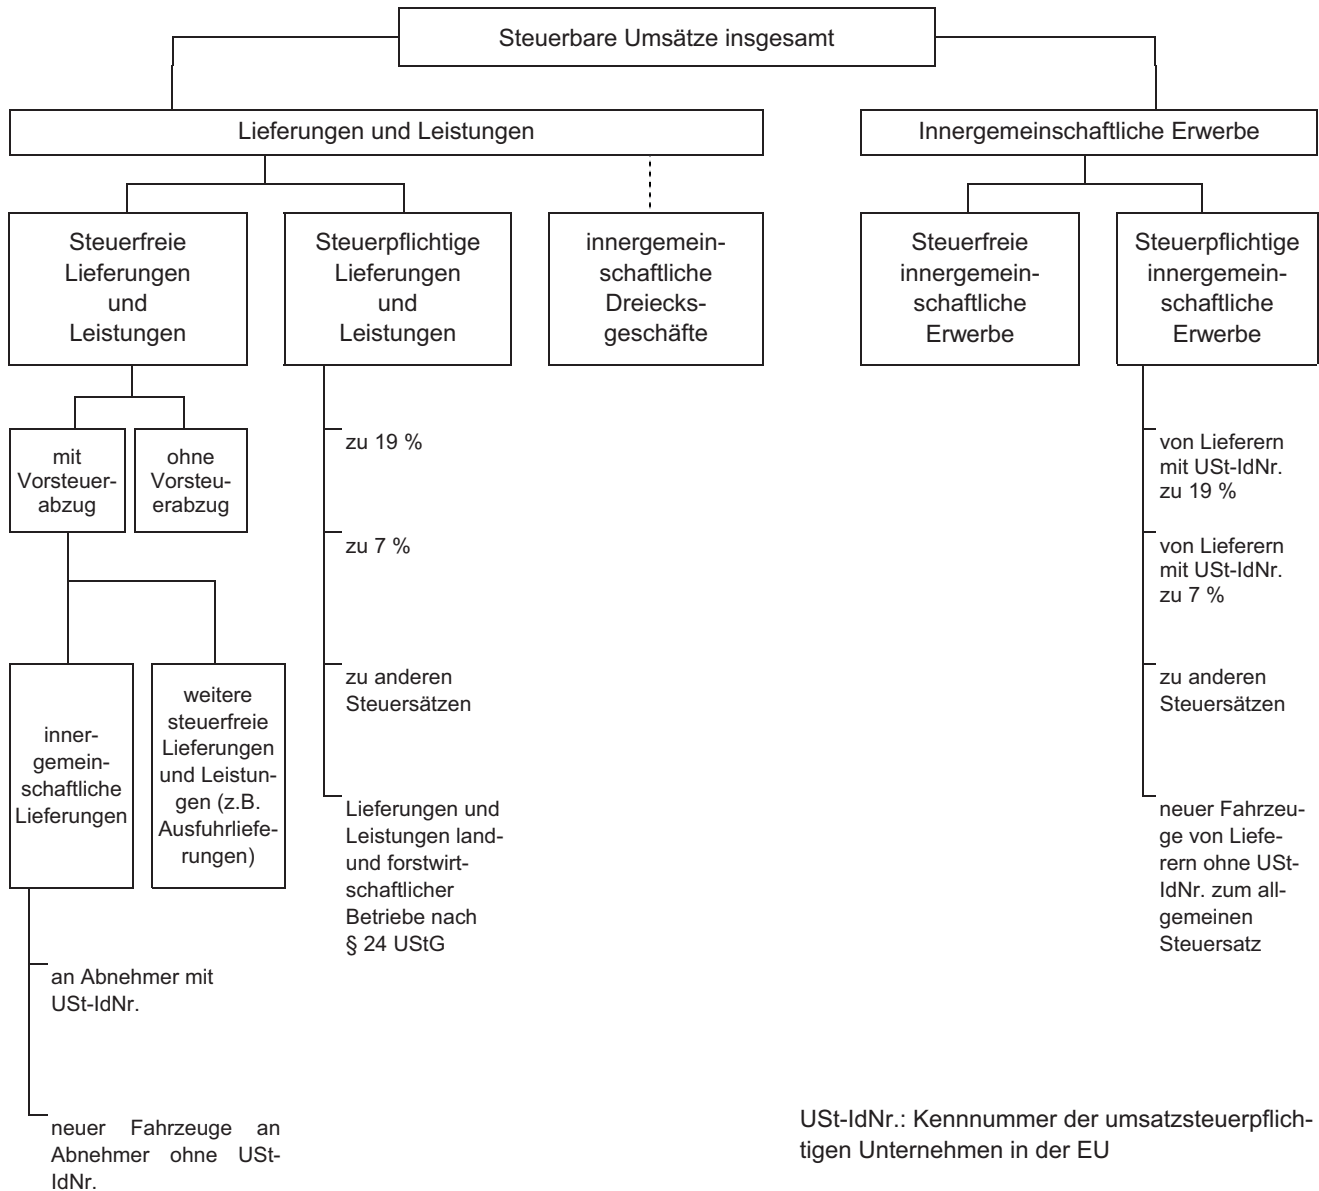 Steuerbare Umsätze insgesamt
Lieferungen und Leistungen
Innergemeinschaftliche Erwerbe
Steuerfreie
Lieferungen
und
Leistungen
Steuerpflichtige
Lieferungen
und
Leistungen
innergemein-
schaftliche
Dreiecks-
geschäfte
Steuerfreie
innergemein-
schaftliche
Erwerbe
Steuerpflichtige
innergemein-
schaftliche
Erwerbe
mit
Vorsteuer-
abzug
ohne
Vorsteu-
erabzug
inner-
gemein-
schaftliche
Lieferungen
weitere
steuerfreie
Lieferungen
und Leistun-
gen (z.B.
Ausfuhrliefe-
rungen)
an Abnehmer mit
USt-IdNr.
neuer Fahrzeuge an
Abnehmer ohne USt-
IdNr.
zu 19 %
zu 7 %
zu anderen
Steuersätzen
Lieferungen und
Leistungen land-
und forstwirt-
schaftlicher
Betriebe nach
§ 24 UStG
von Lieferern
mit USt-IdNr.
zu 19 %
von Lieferern
mit USt-IdNr.
zu 7 %
zu anderen
Steuersätzen
neuer Fahrzeu-
ge von Liefe-
rern ohne USt-
IdNr. zum all-
gemeinen
Steuersatz
USt-IdNr.: Kennnummer der umsatzsteuerpflich-
tigen Unternehmen in der EU